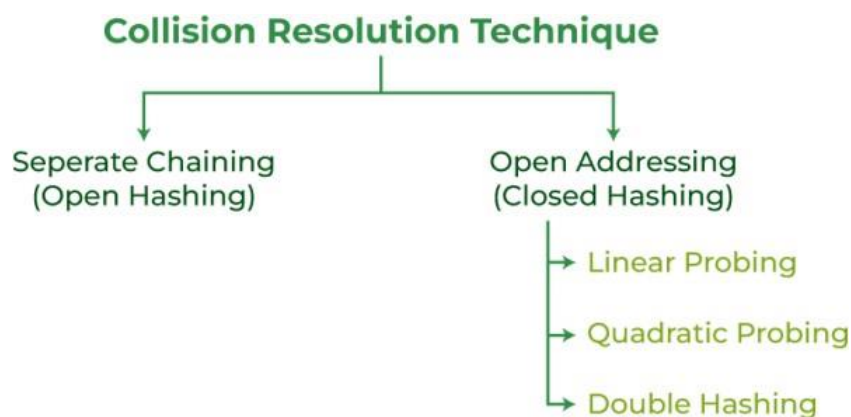 Collision Resolution Technique
Seperate Chaining
(Open Hashing)
Open Addressing
(Closed Hashing)
Linear Probing
Quadratic Probing
Double Hashing